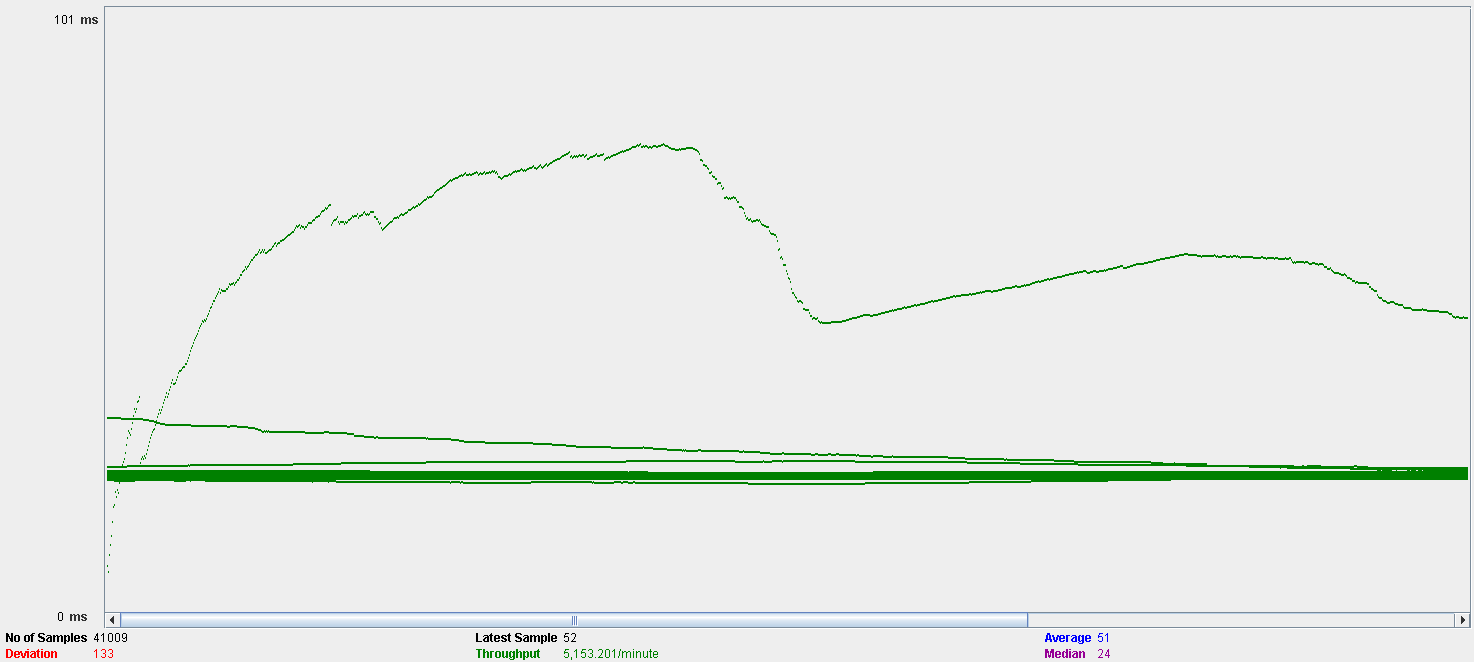 101 ms
0 ms
No of Samples 41009 Latest Sample 52 Average 51
Deviation 133 Throughput 5,153.201/minute Median 24